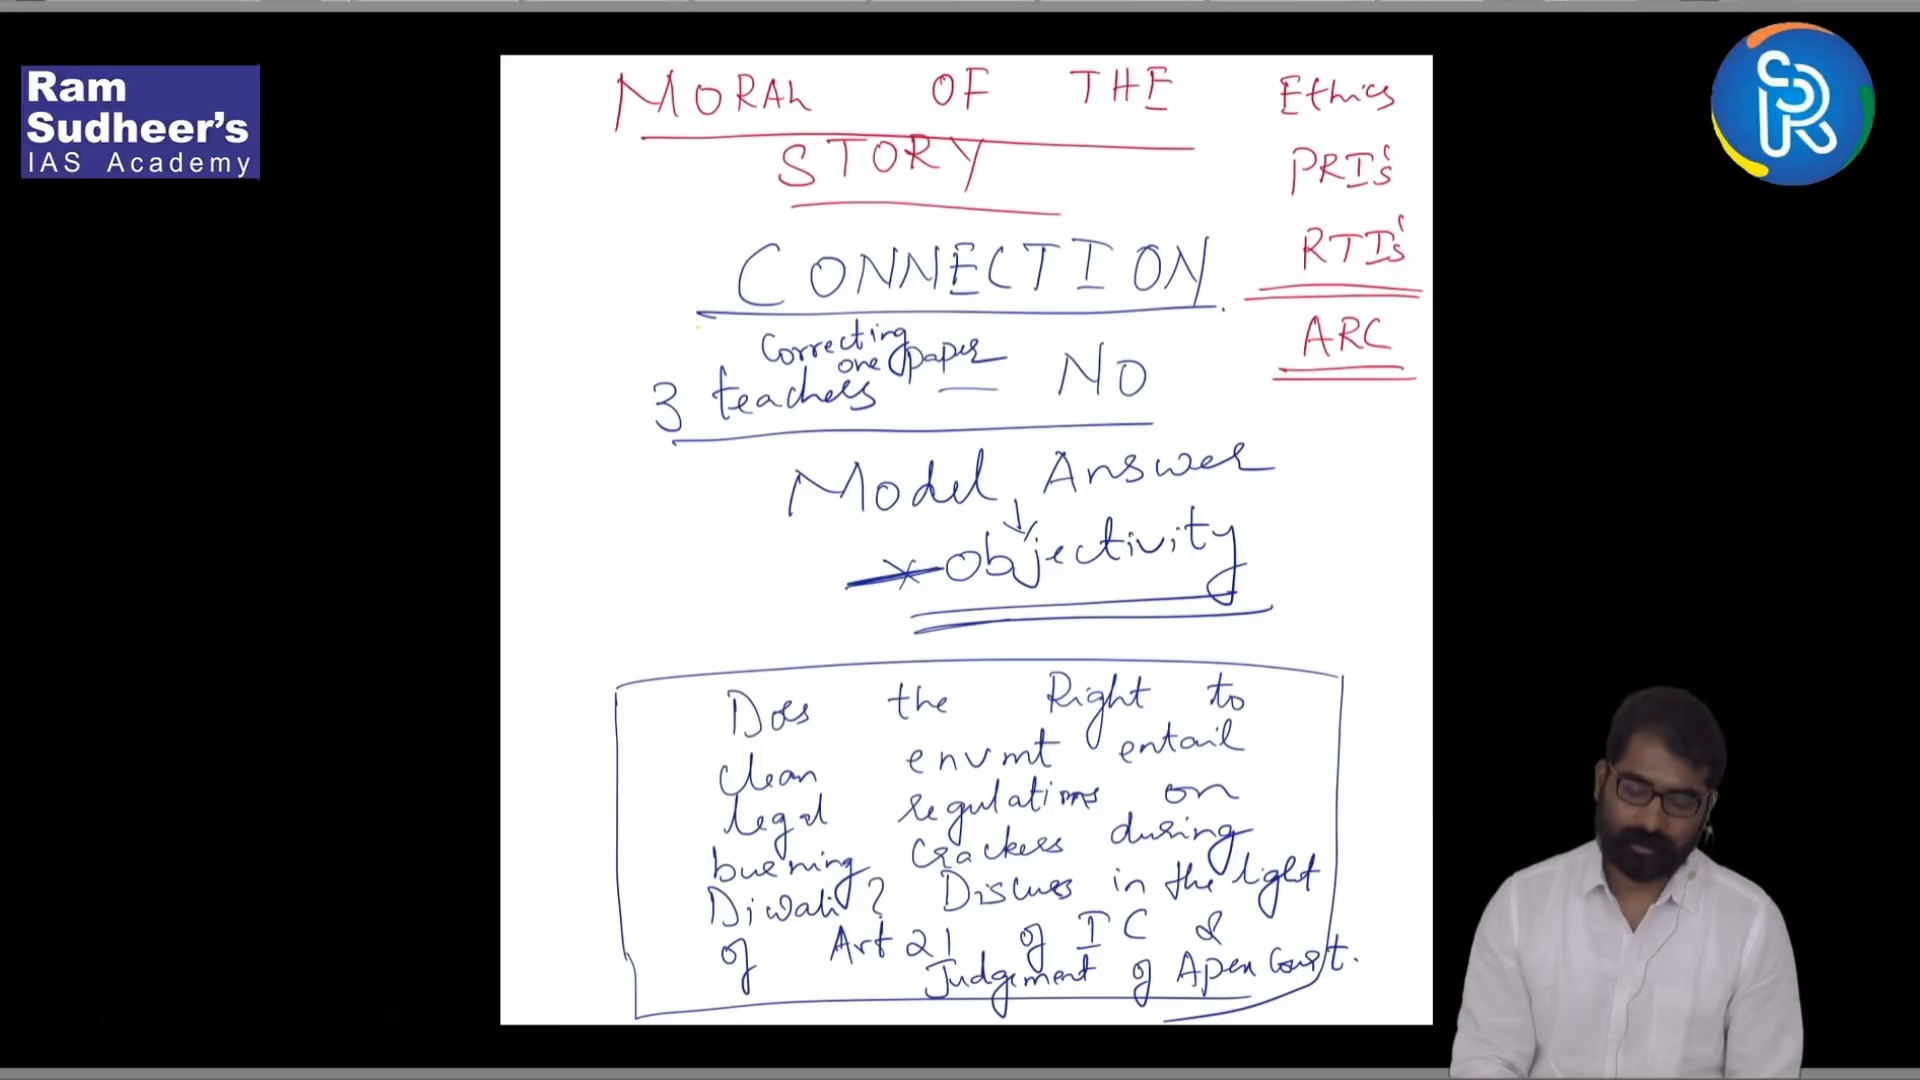 Ram
Sudheer's
IAS Academy
MORAL OF THE
STORY
Ethics
PRI's
RTI's
ARC
CONNECTION
Correcting
one paper
3 teachers — NO
Model Answer
Objectivity
Does the Right to
clean envmt entail
legal regulations on
burning crackers during
Diwali? Discuss in the light
of Art 21 of IC &
Judgement of Apex Court.